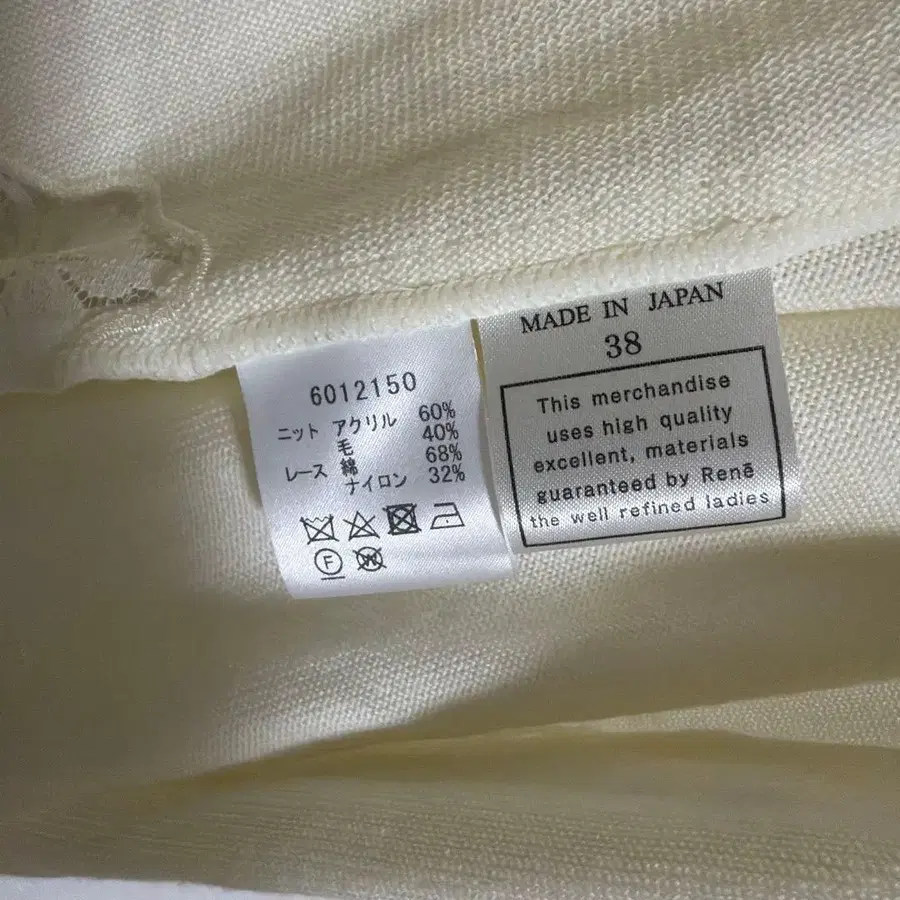 6012150
ニット アクリル 60%
毛 40%
レース 綿 68%
ナイロン 32%
F
W
MADE IN JAPAN
38
This merchandise
uses high quality
excellent, materials
guaranteed by Renē
the well refined ladies